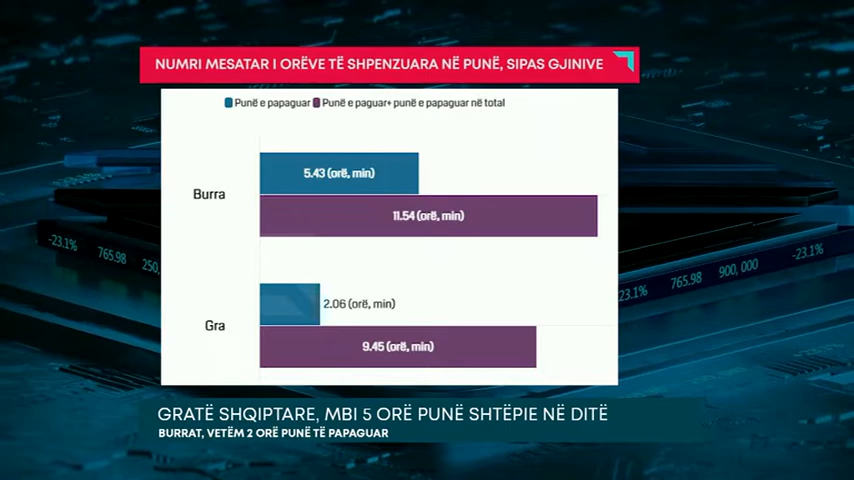 NUMRI MESATAR I ORËVE TË SHPENZUARA NË PUNË, SIPAS GJINIVE
Punë e papaguar Punë e paguar+ punë e papaguar në total
Burra
5.43 (orë, min)
11.54 (orë, min)
Gra
2.06 (orë, min)
9.45 (orë, min)
-23.1% 765.98 250,
23.1% 765.98 900, 000 -23.1%
GRATË SHQIPTARE, MBI 5 ORË PUNË SHTËPIE NË DITË
BURRAT, VETËM 2 ORË PUNË TË PAPAGUAR